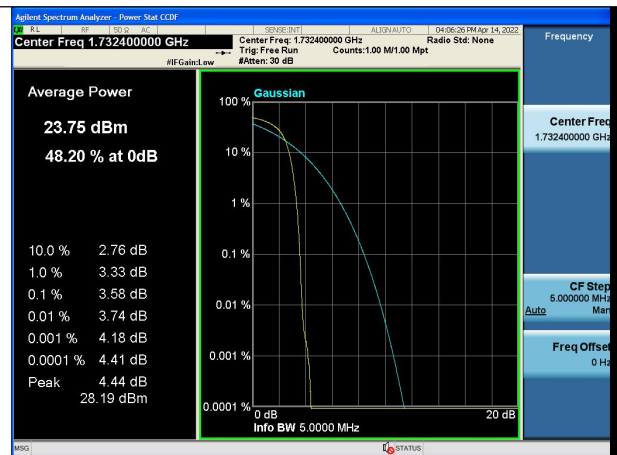 Agilent Spectrum Analyzer - Power Stat CCDF
RL RF 50 Ω AC SENSE:INT ALIGNAUTO 04:06:26 PM Apr 14, 2022
Center Freq 1.732400000 GHz
Center Freq: 1.732400000 GHz Radio Std: None
Trig: Free Run Counts:1.00 M/1.00 Mpt
#IFGain:Low #Atten: 30 dB
Frequency
Average Power
23.75 dBm
48.20 % at 0dB
10.0 % 2.76 dB
1.0 % 3.33 dB
0.1 % 3.58 dB
0.01 % 3.74 dB
0.001 % 4.18 dB
0.0001 % 4.41 dB
Peak 4.44 dB
28.19 dBm
Gaussian
100 %
10 %
1 %
0.1 %
0.01 %
0.001 %
0.0001 %
0 dB 20 dB
Info BW 5.0000 MHz
Center Freq
1.732400000 GHz
CF Step
5.000000 MHz
Auto Man
Freq Offset
0 Hz
MSG STATUS